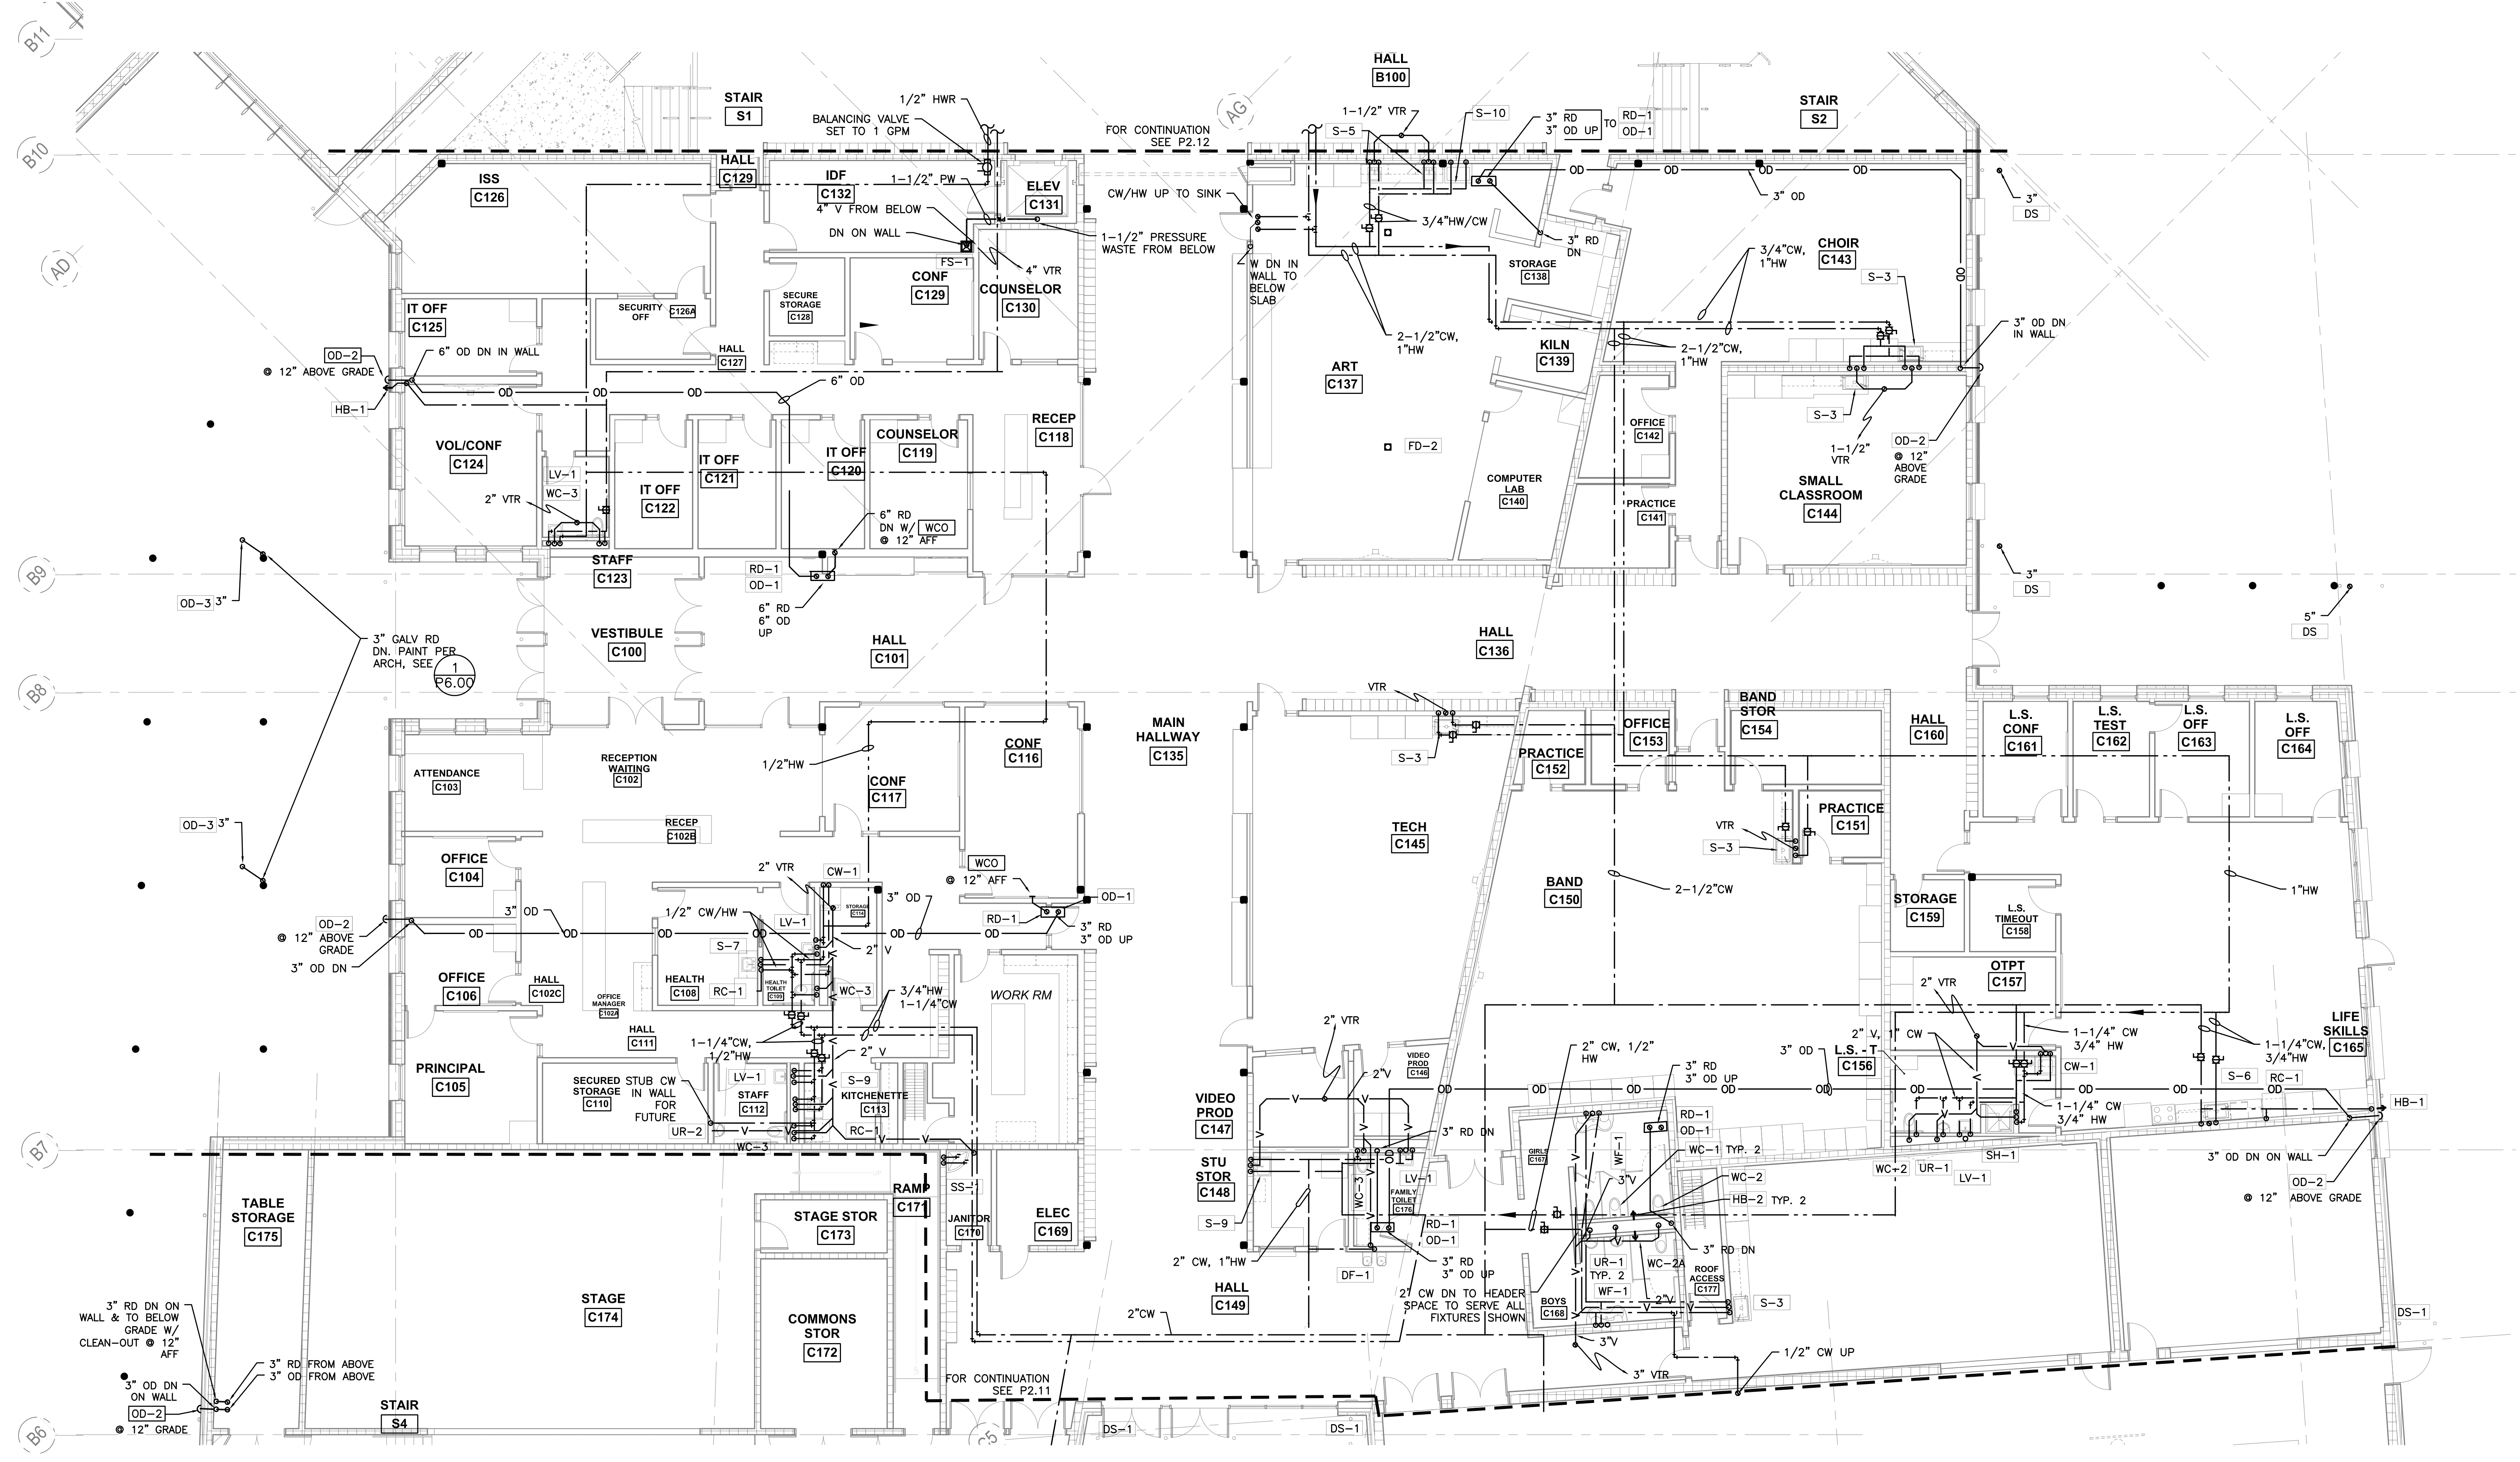 B11
B10
AD
B9
B8
B7
B6
AG
STAIR
S1
1/2" HWR
BALANCING VALVE
SET TO 1 GPM
FOR CONTINUATION
SEE P2.12
HALL
B100
1-1/2" VTR
S-5
S-10
3" RD
3" OD UP
TO
RD-1
OD-1
STAIR
S2
ISS
C126
HALL
C129
IDF
C132
1-1/2" PW
4" V FROM BELOW
DN ON WALL
FS-1
ELEV
C131
CW/HW UP TO SINK
1-1/2" PRESSURE
WASTE FROM BELOW
4" VTR
W DN IN
WALL TO
BELOW
SLAB
3/4"HW/CW
3" RD
DN
STORAGE
C138
OD
OD
OD
OD
3" OD
OD
3"
DS
CHOIR
C143
3/4"CW,
1"HW
S-3
CONF
C129
COUNSELOR
C130
SECURE
STORAGE
C128
SECURITY
OFF
C126A
IT OFF
C125
HALL
C127
OD-2
@ 12" ABOVE GRADE
6" OD DN IN WALL
HB-1
OD
OD
OD
6" OD
2-1/2"CW,
1"HW
KILN
C139
2-1/2"CW,
1"HW
3" OD DN
IN WALL
ART
C137
S-3
1-1/2"
VTR
OD-2
@ 12"
ABOVE
GRADE
VOL/CONF
C124
LV-1
WC-3
2" VTR
IT OFF
C122
IT OFF
C121
IT OFF
C120
COUNSELOR
C119
RECEP
C118
FD-2
OFFICE
C142
COMPUTER
LAB
C140
PRACTICE
C141
SMALL
CLASSROOM
C144
6" RD
DN W/ WCO
@ 12" AFF
STAFF
C123
RD-1
OD-1
6" RD
6" OD
UP
OD-3 3"
3"
DS
5"
DS
3" GALV RD
DN. PAINT PER
ARCH, SEE
1
P6.00
VESTIBULE
C100
HALL
C101
HALL
C136
VTR
S-3
MAIN
HALLWAY
C135
OFFICE
C153
PRACTICE
C152
BAND
STOR
C154
HALL
C160
L.S.
CONF
C161
L.S.
TEST
C162
L.S.
OFF
C163
L.S.
OFF
C164
ATTENDANCE
C103
RECEPTION
WAITING
C102
1/2"HW
CONF
C117
CONF
C116
OD-3 3"
RECEP
C102B
TECH
C145
VTR
S-3
PRACTICE
C151
OFFICE
C104
2" VTR
CW-1
WCO
@ 12" AFF
OD-1
RD-1
3" RD
3" OD UP
BAND
C150
2-1/2"CW
1"HW
STORAGE
C159
L.S.
TIMEOUT
C158
OD-2
@ 12" ABOVE
GRADE
3" OD DN
3" OD
OD
OD
OD
OD
OD
OD
1/2" CW/HW
LV-1
STORAGE
C114
3" OD
S-7
2" V
V
OFFICE
C106
HALL
C102C
OFFICE
MANAGER
C102A
HEALTH
C108
RC-1
HEALTH
TOILET
C109
WC-3
3/4"HW
1-1/4"CW
WORK RM
OTPT
C157
2" VTR
HALL
C111
1-1/4"CW,
1/2"HW
2" V
V
PRINCIPAL
C105
SECURED
STORAGE
C110
STUB CW
IN WALL
FOR
FUTURE
UR-2
LV-1
STAFF
C112
WC-3
S-9
KITCHENETTE
C113
RC-1
V
V
V
V
2" VTR
2"V
VIDEO
PROD
C146
2" CW, 1/2"
HW
3" RD
3" OD UP
3" OD
2" V, 1" CW
L.S. - T
C156
1-1/4" CW
3/4" HW
CW-1
1-1/4"CW,
3/4"HW
LIFE
SKILLS
C165
S-6
RC-1
HB-1
OD
OD
OD
OD
OD
OD
OD
OD
OD
1-1/4" CW
3/4" HW
VIDEO
PROD
C147
3" RD DN
RD-1
OD-1
WC-1 TYP. 2
GIRLS
C167
WF-1
WC-2
HB-2 TYP. 2
3"V
WC-2
UR-1
LV-1
SH-1
3" OD DN ON WALL
OD-2
@ 12" ABOVE GRADE
TABLE
STORAGE
C175
RAMP
C171
SS-1
JANITOR
C170
ELEC
C169
STAGE STOR
C173
STU
STOR
C148
S-9
WC-3
LV-1
FAMILY
TOILET
C176
RD-1
OD-1
3" RD DN
3" RD
3" OD UP
DF-1
2" CW, 1"HW
UR-1
TYP. 2
WF-1
WC-2A
ROOF
ACCESS
C177
2"V
S-3
BOYS
C168
HALL
C149
2" CW DN TO HEADER
SPACE TO SERVE ALL
FIXTURES SHOWN
3"V
3" VTR
1/2" CW UP
2"CW
DS-1
STAGE
C174
COMMONS
STOR
C172
3" RD DN ON
WALL & TO BELOW
GRADE W/
CLEAN-OUT @ 12"
AFF
3" RD FROM ABOVE
3" OD FROM ABOVE
3" OD DN
ON WALL
OD-2
@ 12" GRADE
STAIR
S4
FOR CONTINUATION
SEE P2.11
DS-1
DS-1